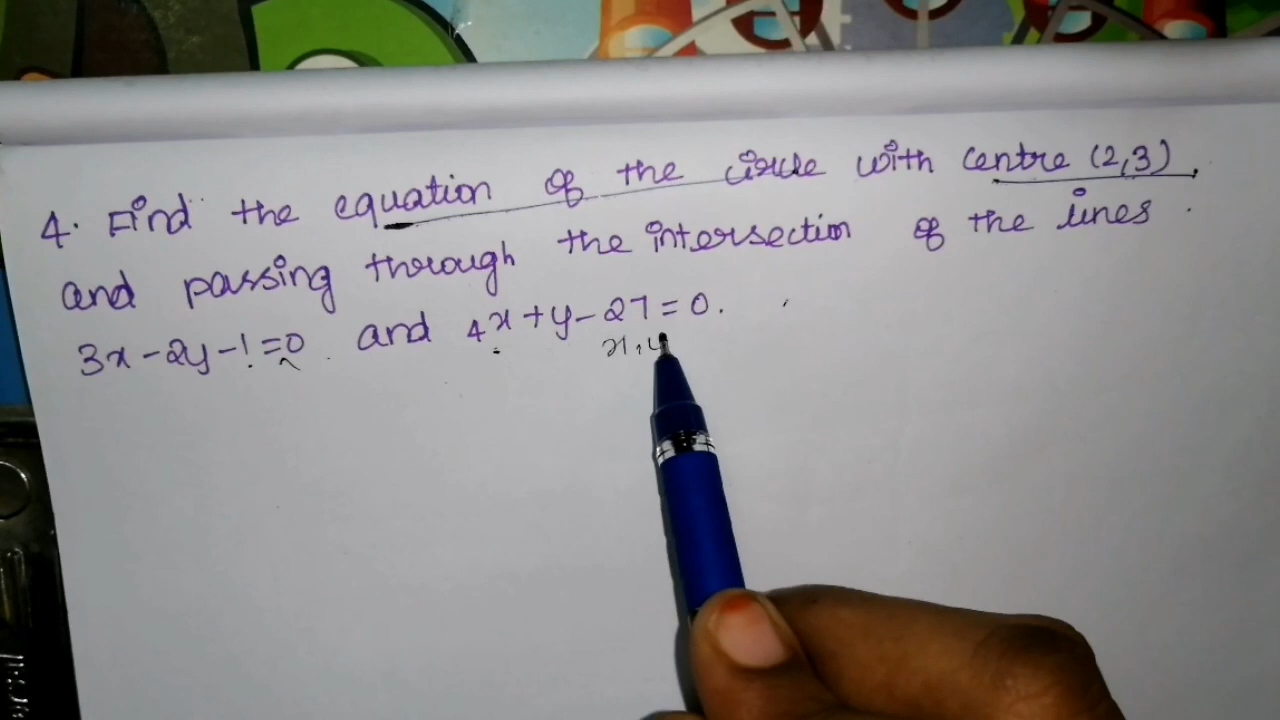 4. Find the equation of the circle with centre (2,3),
and passing through the intersection of the lines.
3x-2y-1=0. and 4x+y-27=0.
x,y